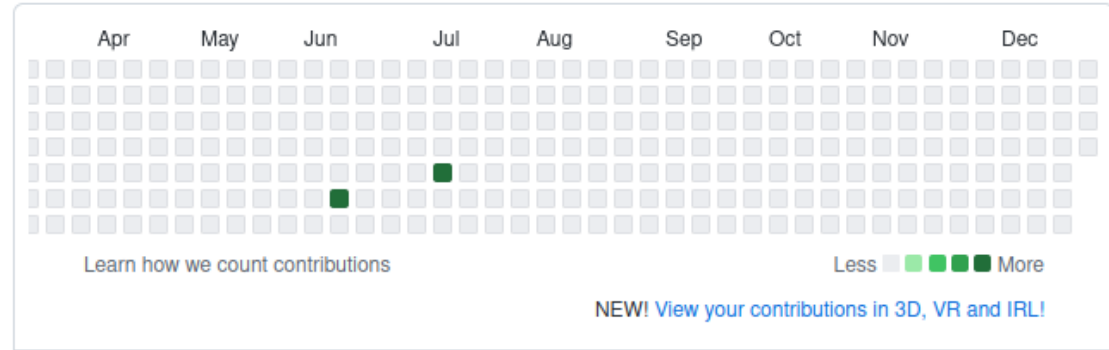 Apr May Jun Jul Aug Sep Oct Nov Dec
Learn how we count contributions
Less More
NEW! View your contributions in 3D, VR and IRL!